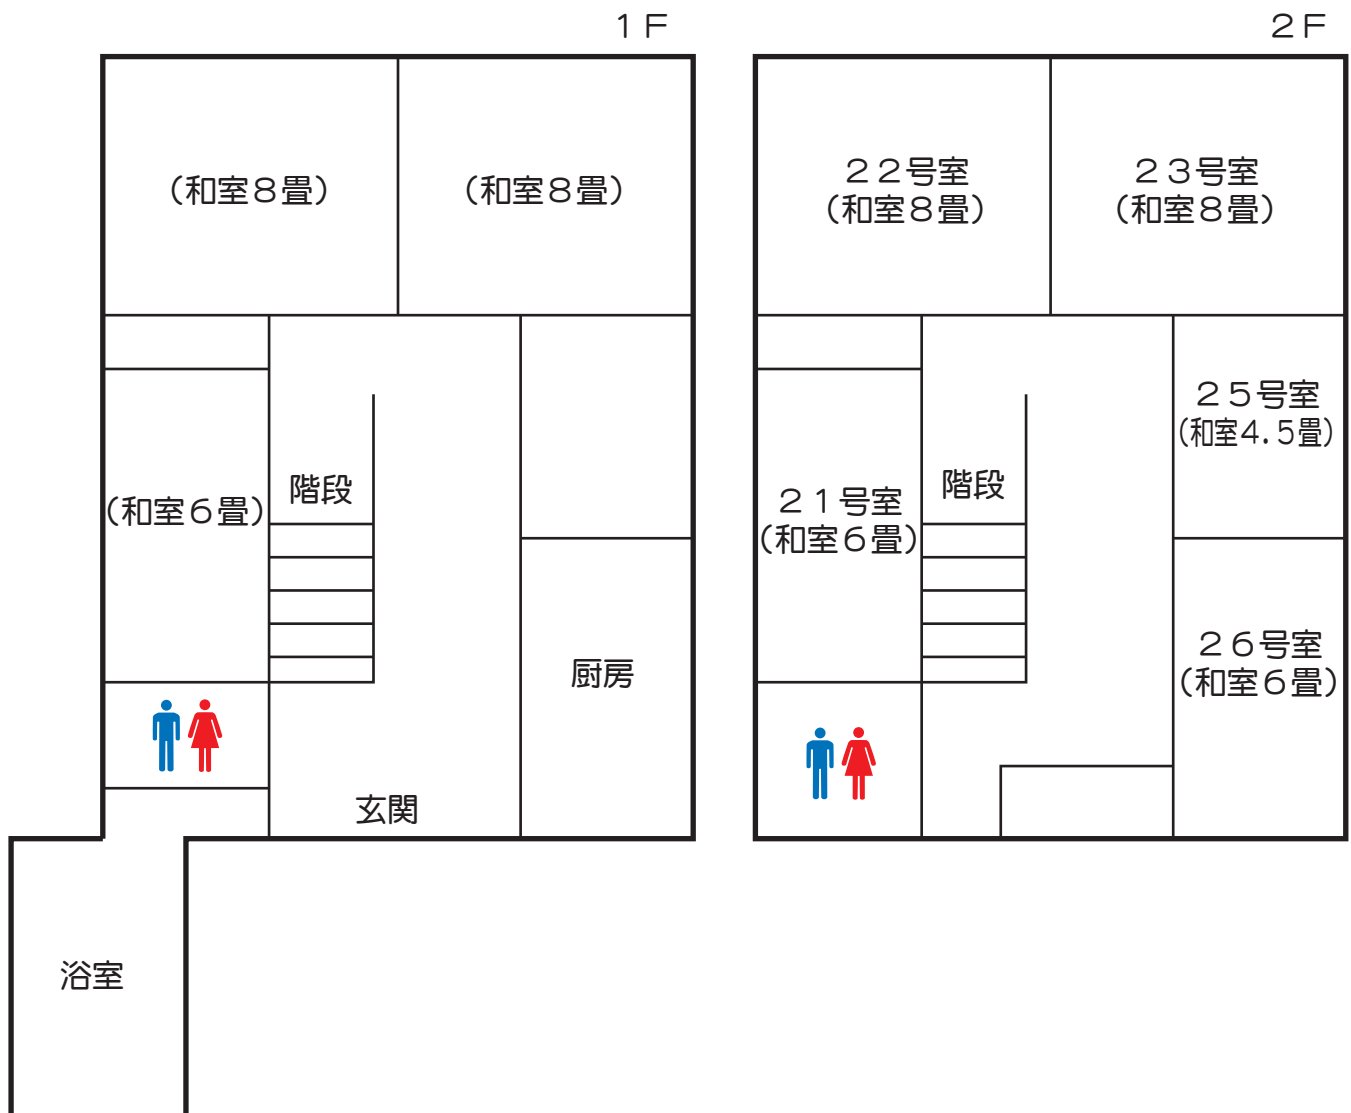 １Ｆ
２Ｆ
（和室８畳）
（和室８畳）
２２号室
（和室８畳）
２３号室
（和室８畳）
階段
（和室６畳）
厨房
玄関
浴室
２５号室
（和室4.5畳）
階段
２１号室
（和室６畳）
２６号室
（和室６畳）